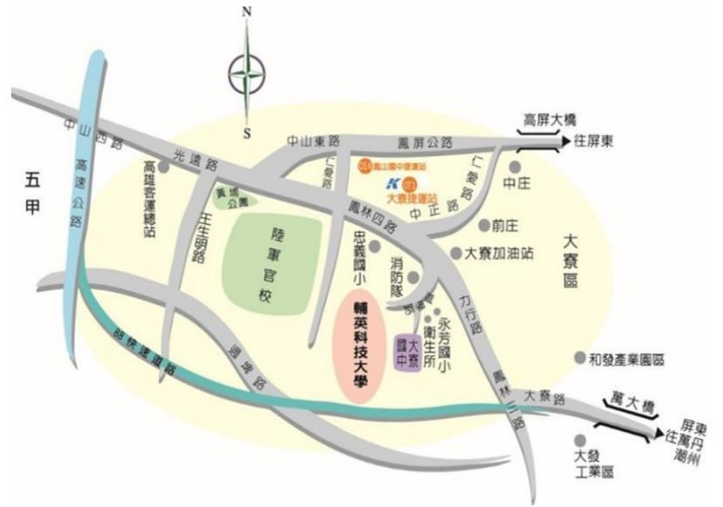 N
S
高屏大橋
往屏東
中山西路
中山東路
鳳屏公路
光遠路
仁愛路
O14鳳山國中捷運站
仁愛路
中庄
五甲
高速公路
高雄客運總站
黃埔公園
K OT1
大寮捷運站
中正路
鳳林四路
前庄
壬生明路
陸軍官校
忠義國小
消防隊
大寮加油站
大寮區
力行路
永芳國小
衛生所
大寮
國中
輔英科技大學
88快速道路
過埤路
和發產業園區
鳳林三路
大寮路
萬大橋
屏東
往萬丹
潮州
大發
工業區